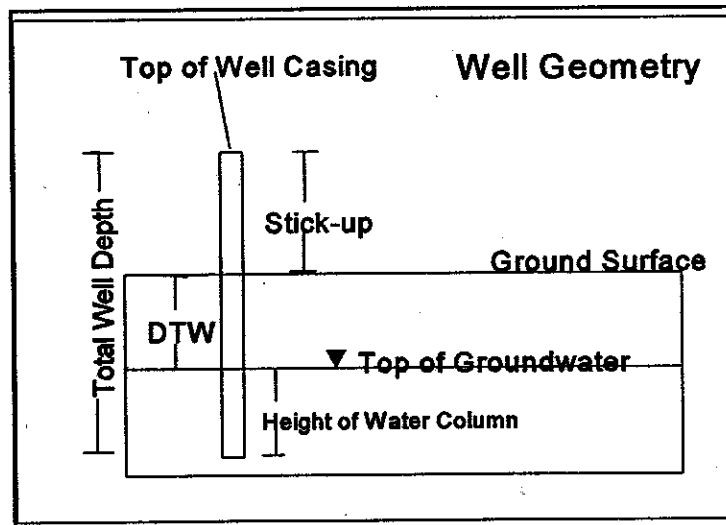 Well Geometry
Top of Well Casing
Stick-up
Total Well Depth
Ground Surface
DTW
Top of Groundwater
Height of Water Column